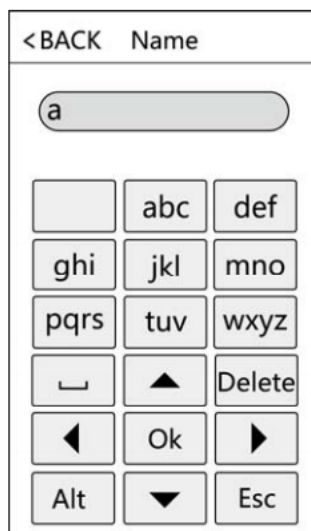 <BACK Name
a
abc def
ghi jkl mno
pqrs tuv wxyz
Delete
Ok
Alt Esc